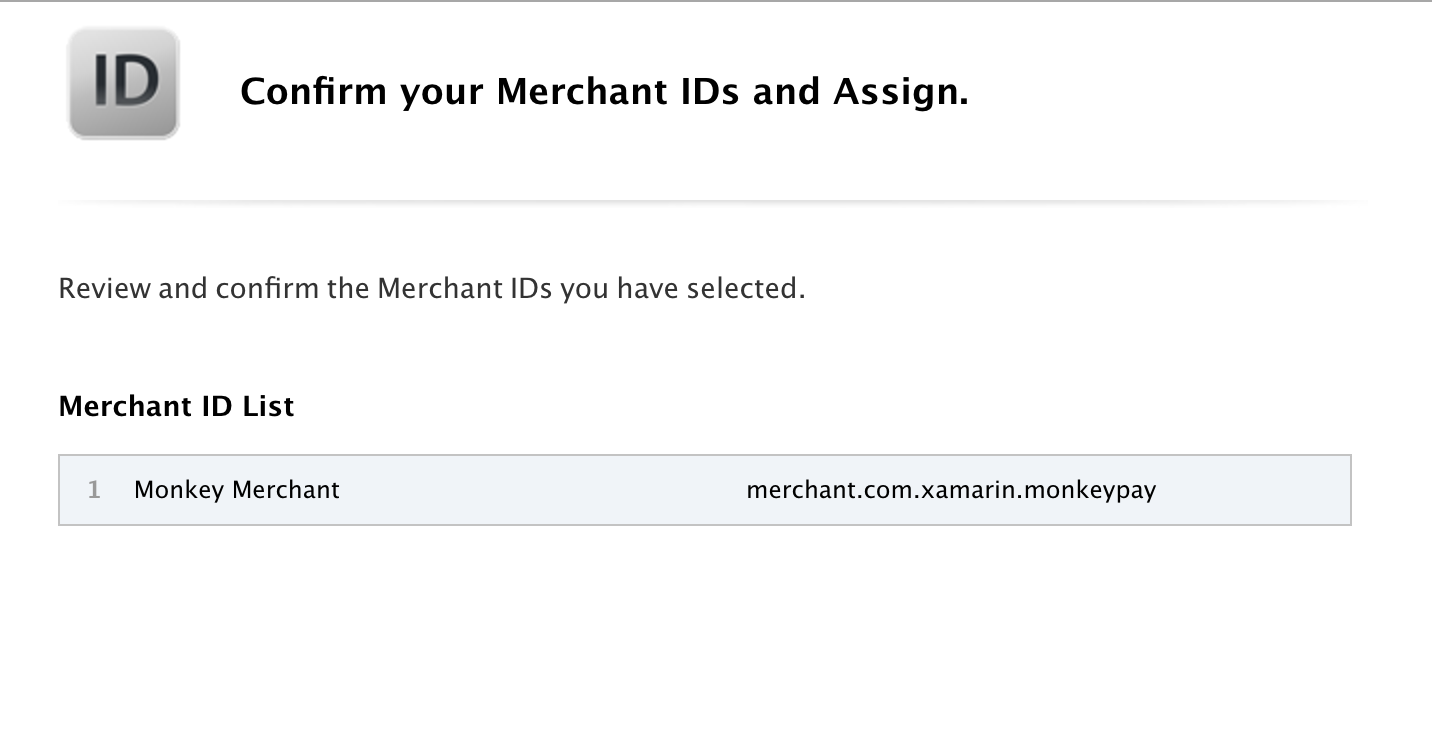 ID
Confirm your Merchant IDs and Assign.
Review and confirm the Merchant IDs you have selected.
Merchant ID List
1 Monkey Merchant merchant.com.xamarin.monkeypay